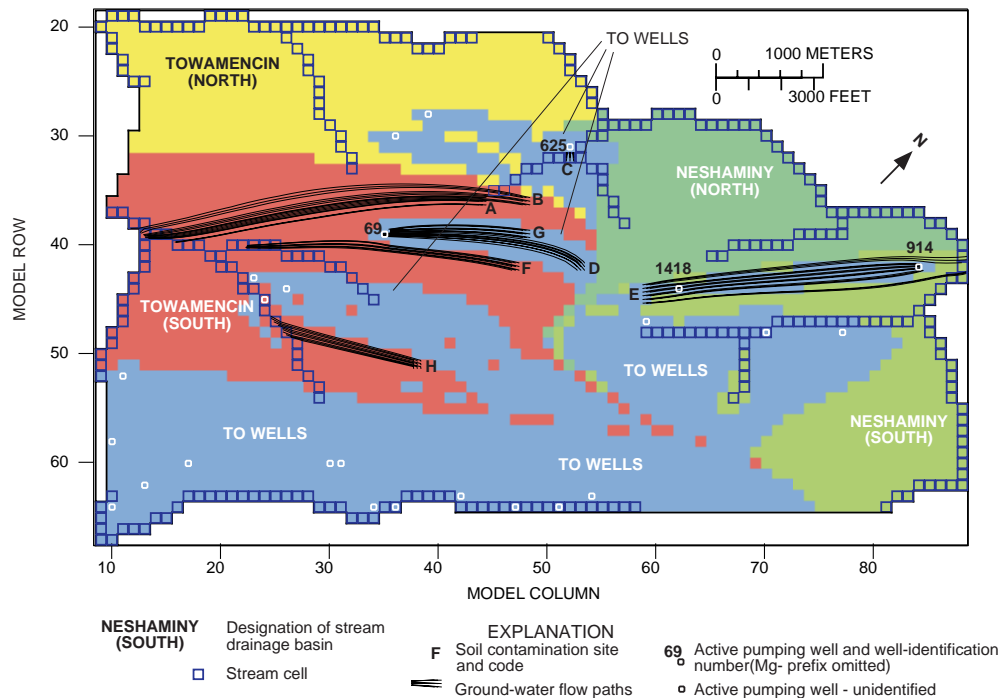 20
30
40
50
60
MODEL ROW
10
20
30
40
50
60
70
80
MODEL COLUMN
TOWAMENCIN
(NORTH)
TO WELLS
0 1000 METERS
0 3000 FEET
N
625
C
NESHAMINY
(NORTH)
B
A
69
G
F
D
914
1418
E
TOWAMENCIN
(SOUTH)
H
TO WELLS
NESHAMINY
(SOUTH)
TO WELLS
TO WELLS
EXPLANATION
NESHAMINY
(SOUTH)
Designation of stream
drainage basin
Stream cell
F Soil contamination site
and code
Ground-water flow paths
69 Active pumping well and well-identification
number(Mg- prefix omitted)
Active pumping well - unidentified